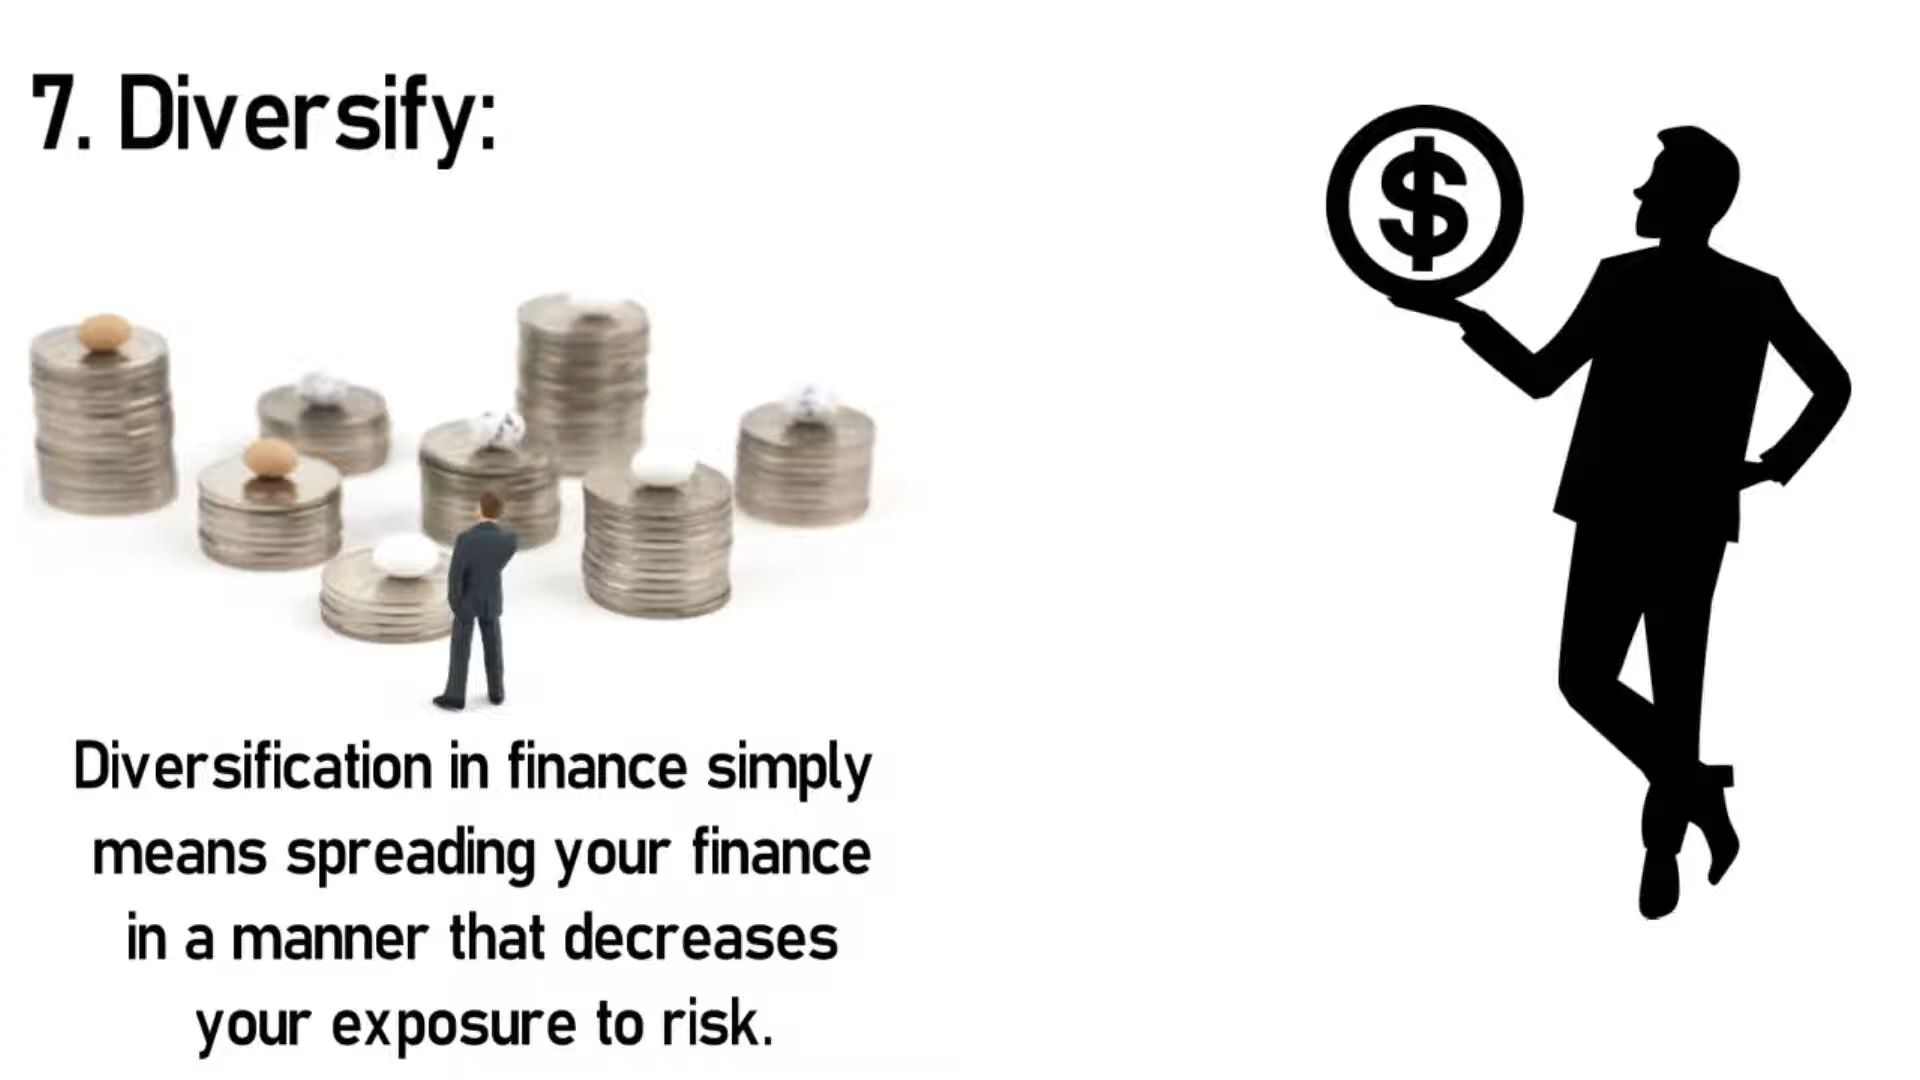 7. Diversify:
$
Diversification in finance simply
means spreading your finance
in a manner that decreases
your exposure to risk.